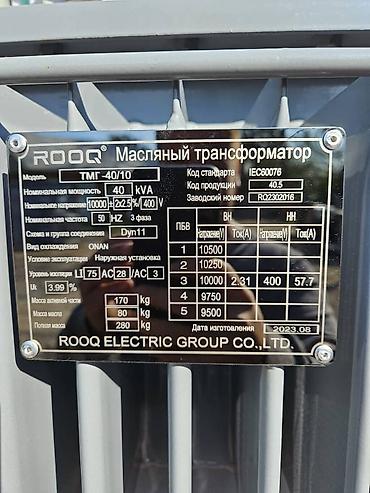 ROOQ® Масляный трансформатор
Модель ТМГ-40/10 Код стандарта IEC60076
Номинальная мощность 40 kVA Код продукции 40.5
Номинальное напряжение 10000 ± 2x2.5% 400 V Заводский номер RQ2302016
Номинальная частота 50 HZ 3 фаза
Схема и группа соединения Dyn11
Вид охлаждения ONAN
Условие эксплуатации Наружная установка
Уровень изоляции LI 75 AC 28 /AC 3
Uk 3.99%
Масса активной части 170 kg
Масса масла 80 kg
Полная масса 280 kg
ПБВ ВН НН
Напряжение(V) Ток(A) Напряжение(V) Ток(A)
1 10500
2 10250
3 10000 2.31 400 57.7
4 9750
5 9500
Дата изготовления 2023.08
ROOQ ELECTRIC GROUP CO.,LTD.